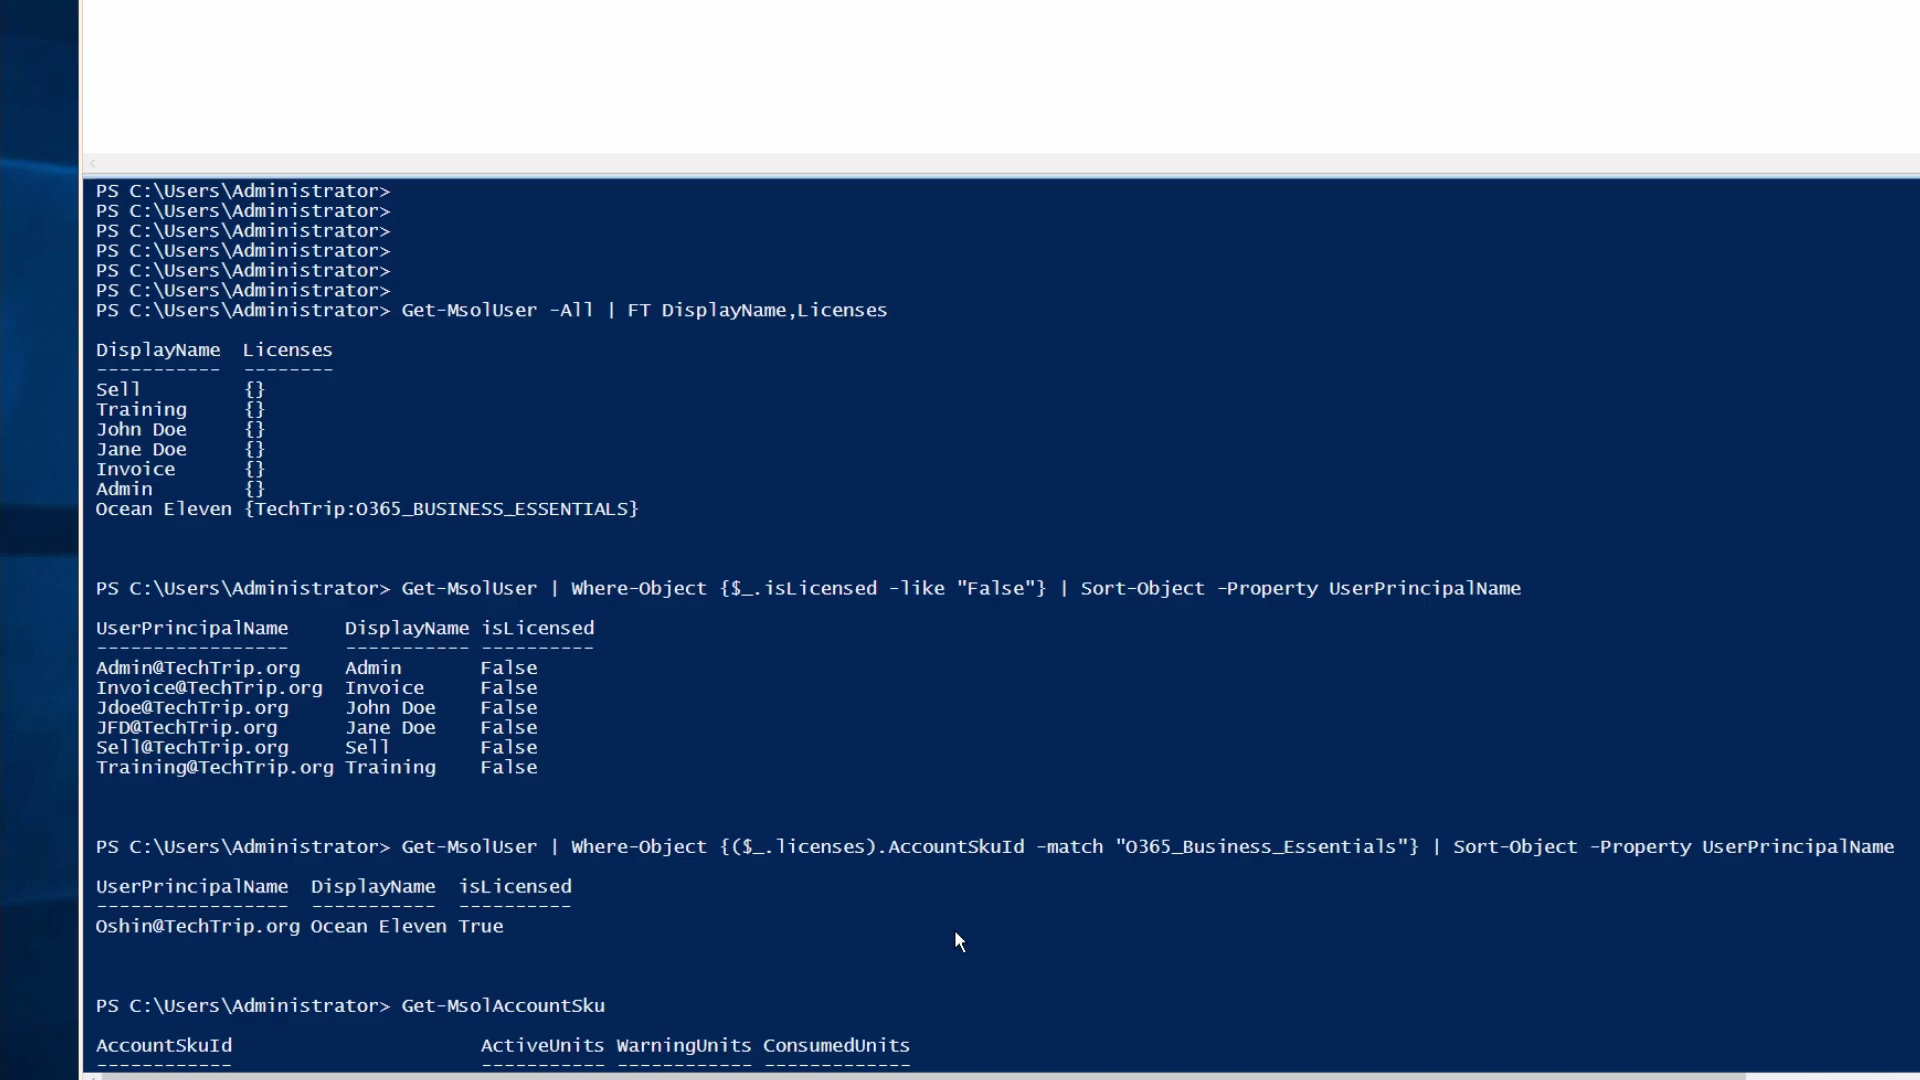 PS C:\Users\Administrator>
PS C:\Users\Administrator>
PS C:\Users\Administrator>
PS C:\Users\Administrator>
PS C:\Users\Administrator>
PS C:\Users\Administrator>
PS C:\Users\Administrator> Get-MsolUser -All | FT DisplayName,Licenses
DisplayName Licenses
----------- --------
Sell {}
Training {}
John Doe {}
Jane Doe {}
Invoice {}
Admin {}
Ocean Eleven {TechTrip:O365_BUSINESS_ESSENTIALS}
PS C:\Users\Administrator> Get-MsolUser | Where-Object {$_.isLicensed -like "False"} | Sort-Object -Property UserPrincipalName
UserPrincipalName DisplayName isLicensed
----------------- ----------- ----------
Admin@TechTrip.org Admin False
Invoice@TechTrip.org Invoice False
Jdoe@TechTrip.org John Doe False
JFD@TechTrip.org Jane Doe False
Sell@TechTrip.org Sell False
Training@TechTrip.org Training False
PS C:\Users\Administrator> Get-MsolUser | Where-Object {($_.licenses).AccountSkuId -match "O365_Business_Essentials"} | Sort-Object -Property UserPrincipalName
UserPrincipalName DisplayName isLicensed
----------------- ----------- ----------
Oshin@TechTrip.org Ocean Eleven True
PS C:\Users\Administrator> Get-MsolAccountSku
AccountSkuId ActiveUnits WarningUnits ConsumedUnits
------------ ----------- ------------ -------------